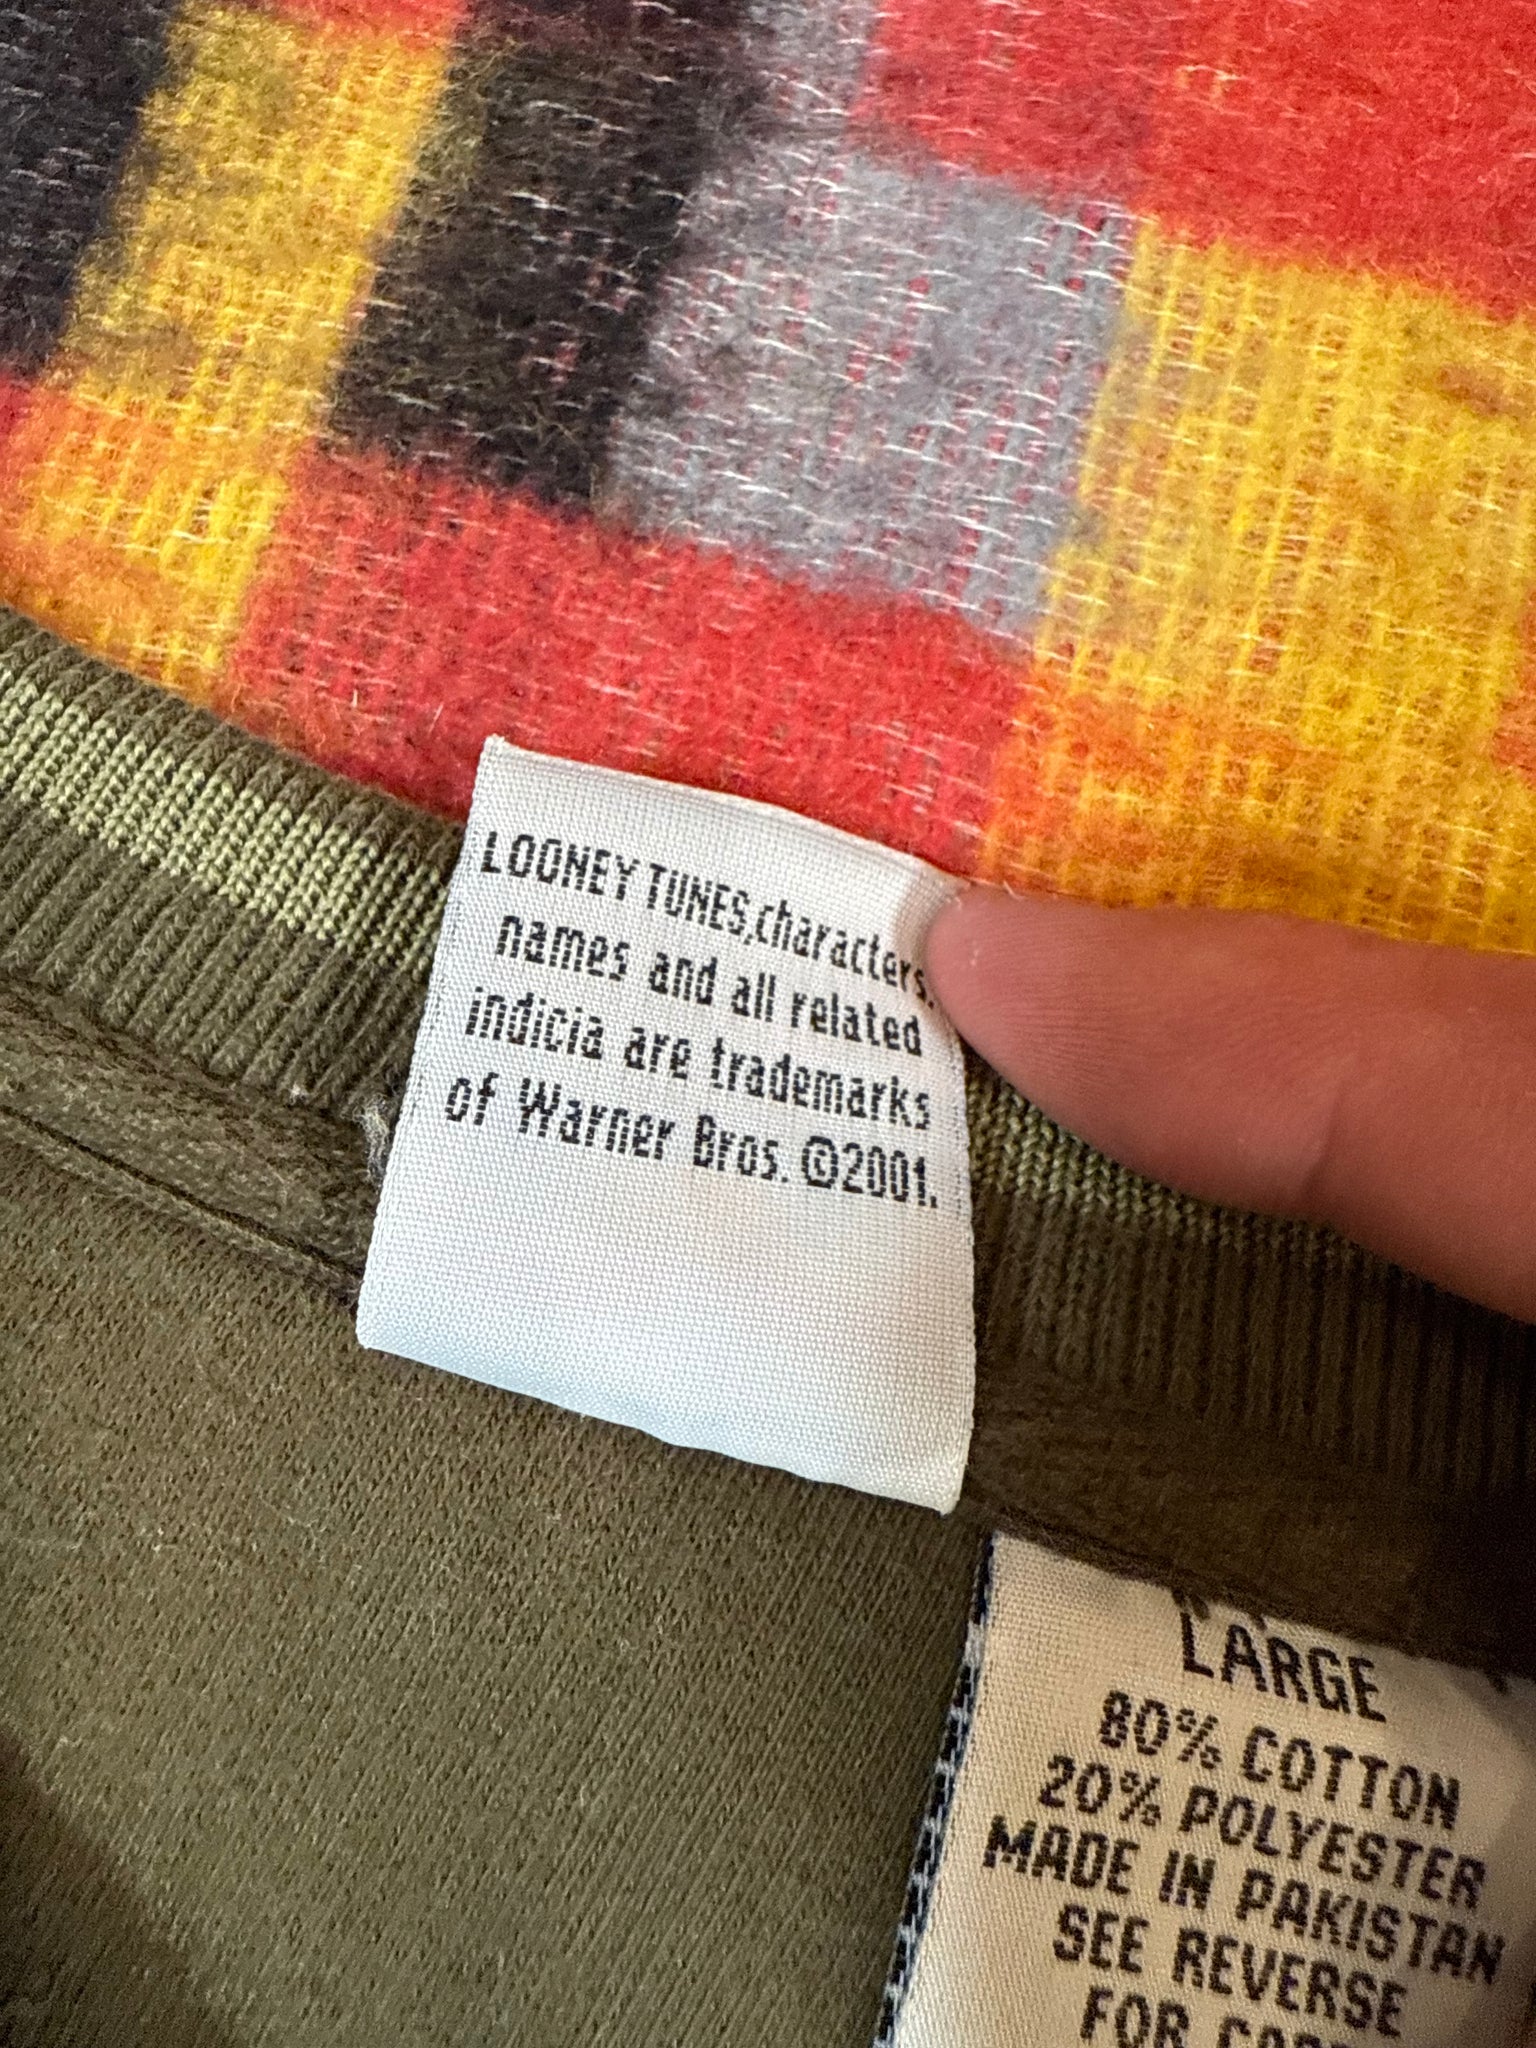 LOONEY TUNES, characters,
names and all related
indicia are trademarks
of Warner Bros. ©2001.
LARGE
80% COTTON
20% POLYESTER
MADE IN PAKISTAN
SEE REVERSE
FOR